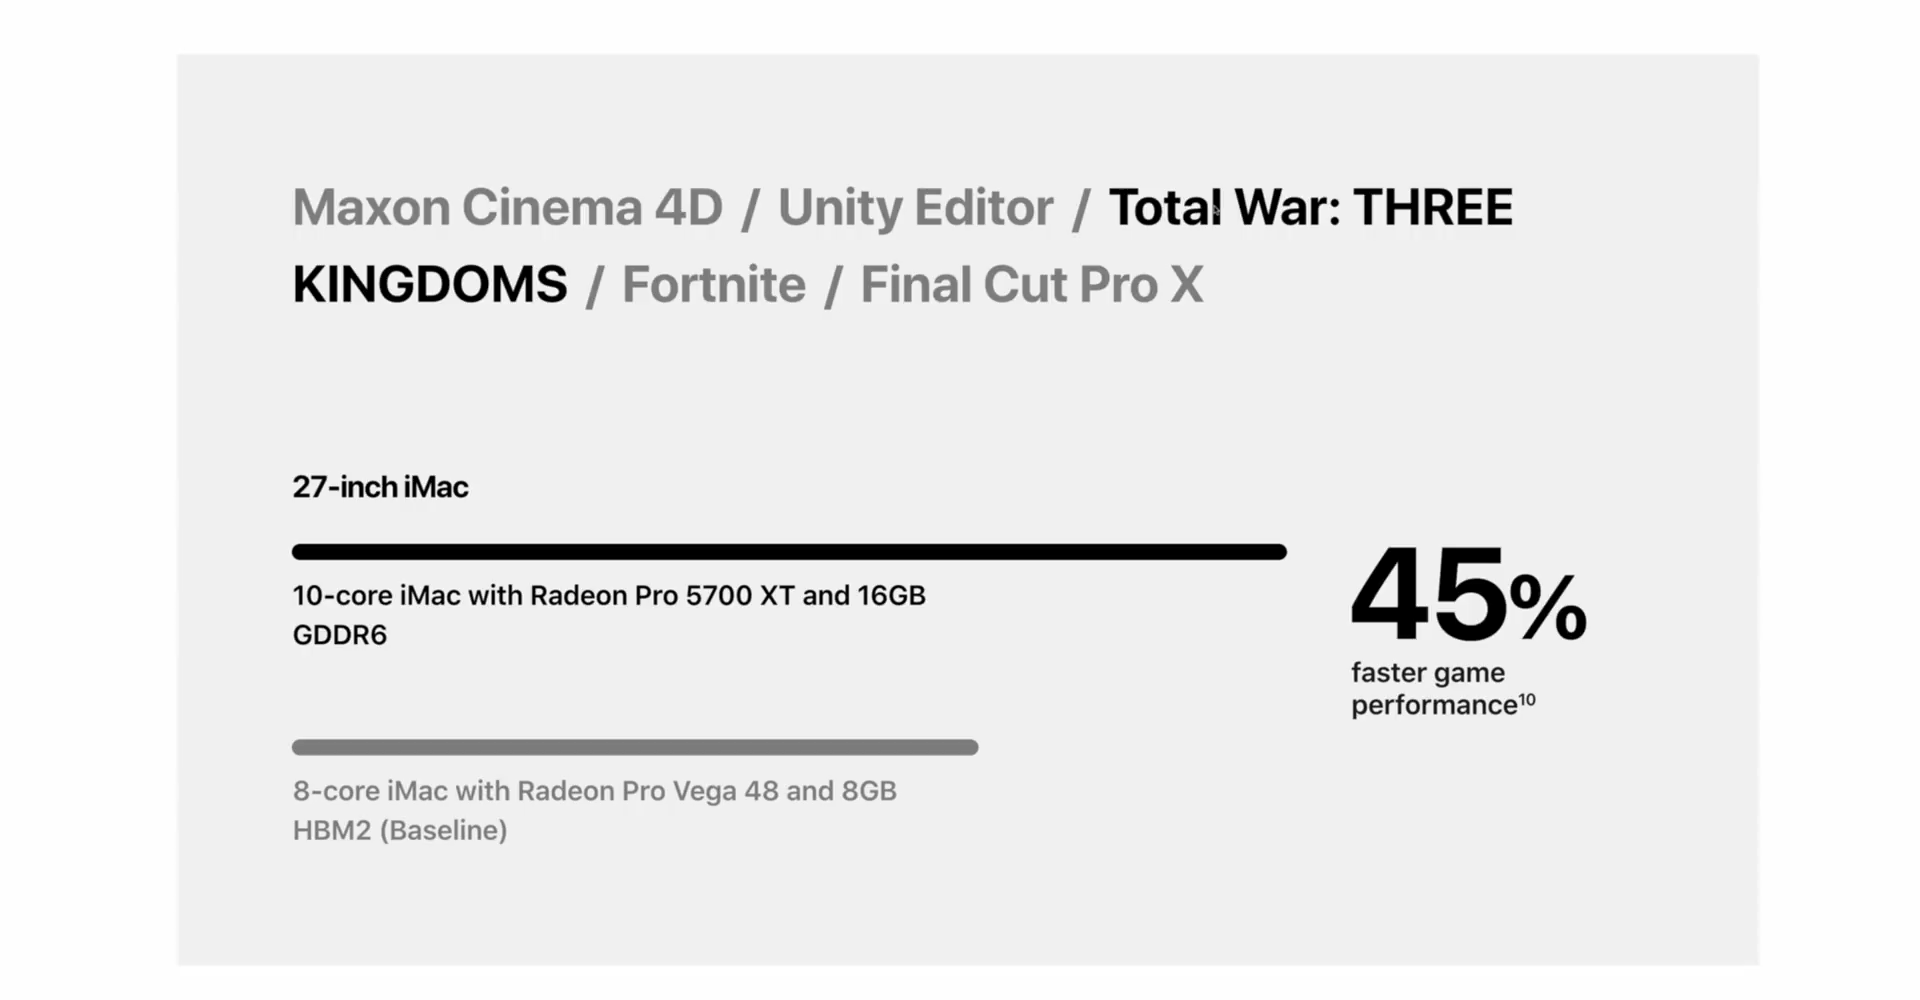 Maxon Cinema 4D / Unity Editor / Total War: THREE
KINGDOMS / Fortnite / Final Cut Pro X
27-inch iMac
10-core iMac with Radeon Pro 5700 XT and 16GB
GDDR6
45%
faster game
performance¹⁰
8-core iMac with Radeon Pro Vega 48 and 8GB
HBM2 (Baseline)